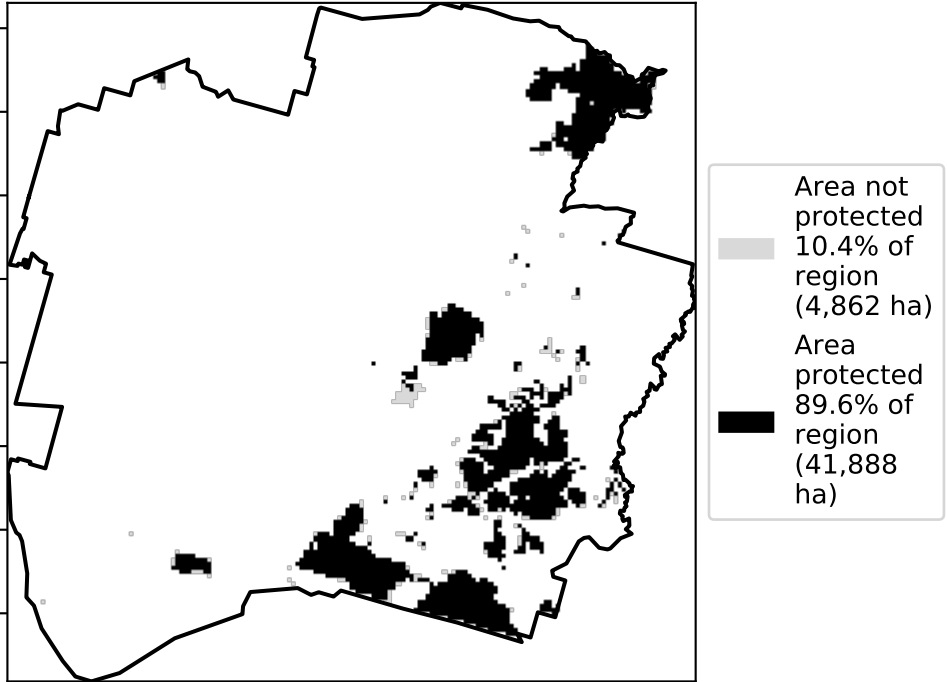 Area not
protected
10.4% of
region
(4,862 ha)
Area
protected
89.6% of
region
(41,888
ha)